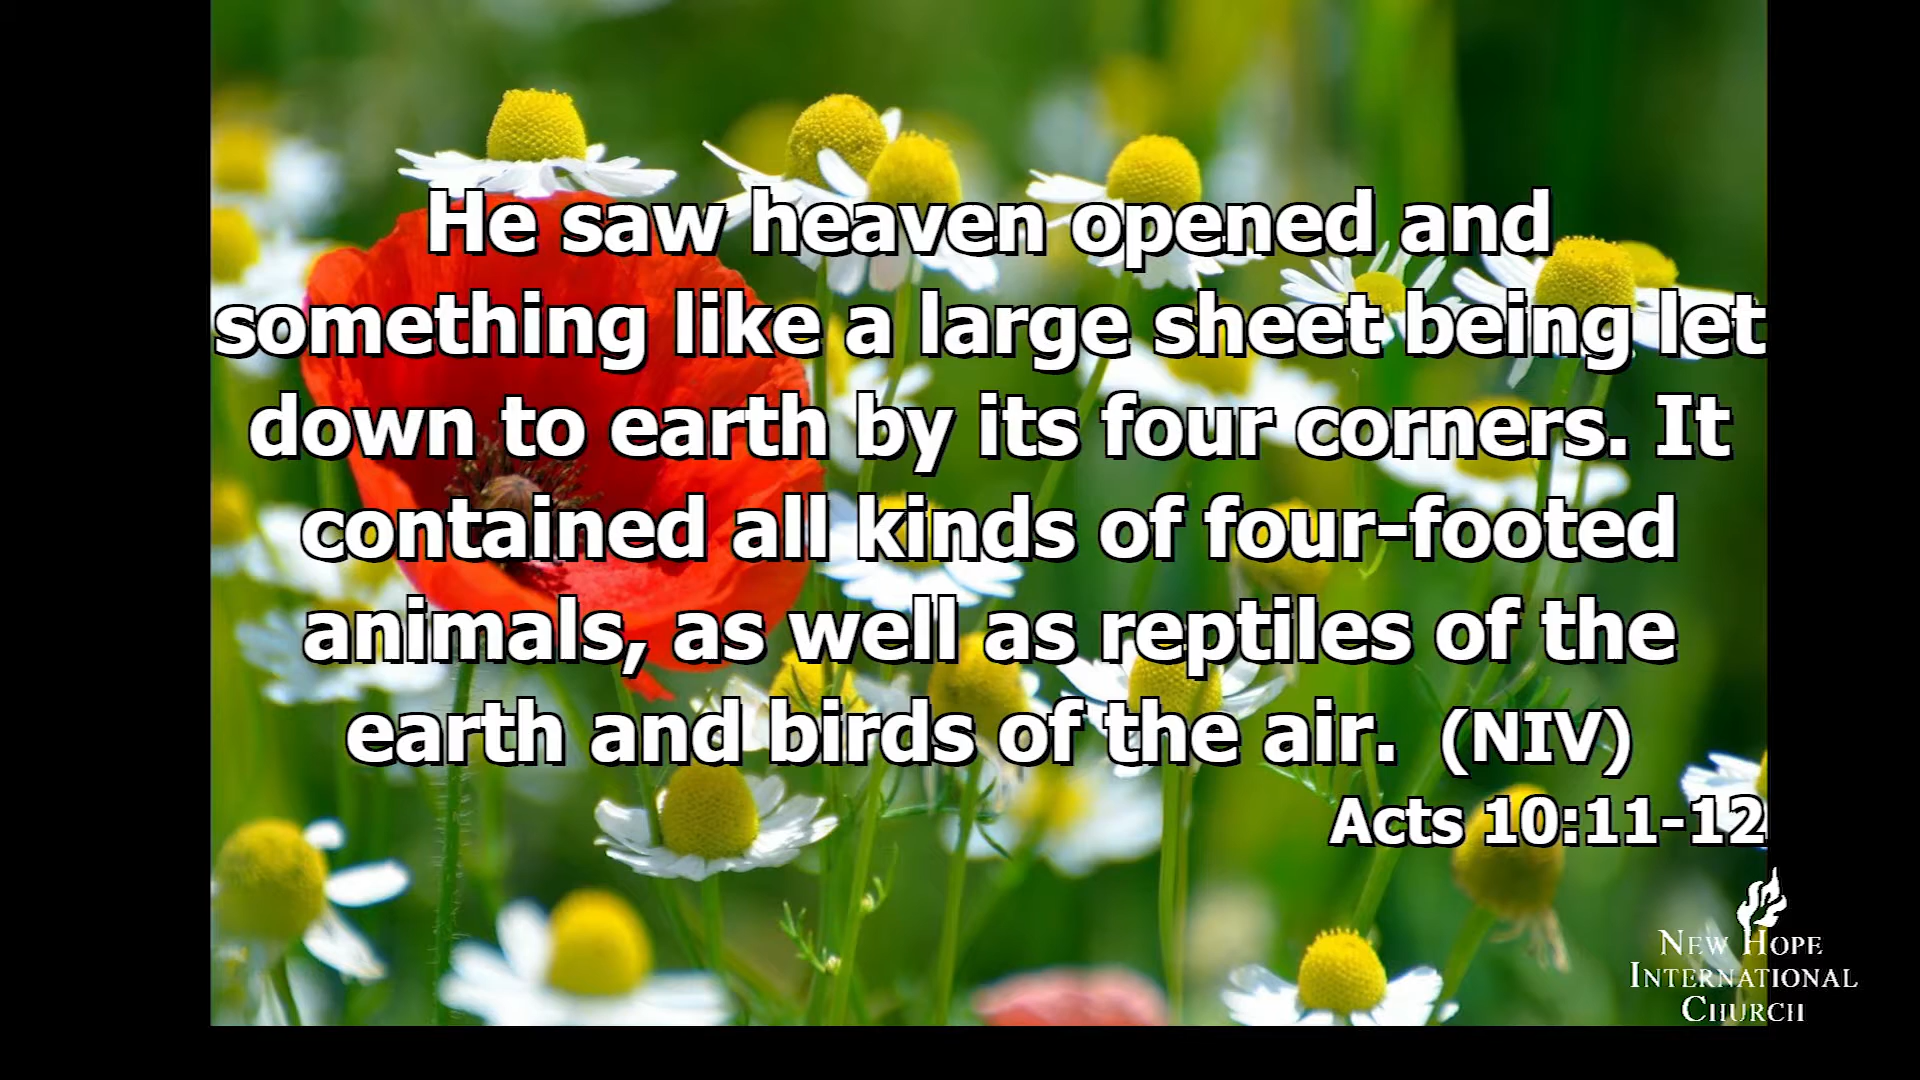 He saw heaven opened and
something like a large sheet being let
down to earth by its four corners. It
contained all kinds of four-footed
animals, as well as reptiles of the
earth and birds of the air. (NIV)
Acts 10:11-12
NEW HOPE
INTERNATIONAL
CHURCH